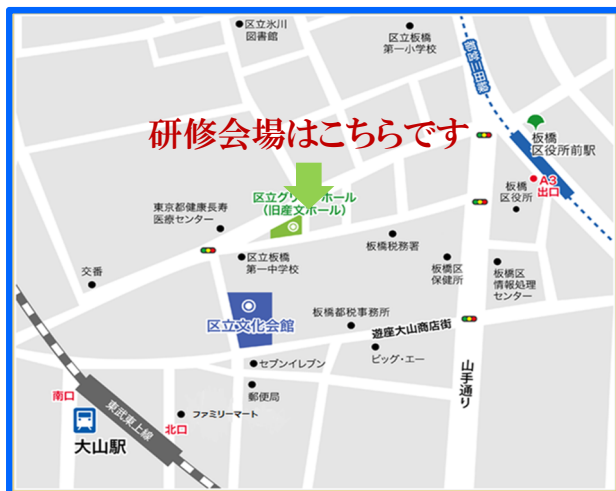 区立氷川
図書館
区立板橋
第一小学校
都営三田線
研修会場はこちらです
板橋
区役所前駅
A3
出口
板橋
区役所
区立グリーンホール
(旧産文ホール)
東京都健康長寿
医療センター
板橋税務署
区立板橋
第一中学校
板橋区
保健所
板橋区
情報処理
センター
交番
区立文化会館
板橋都税事務所
遊座大山商店街
ビッグ・エー
セブンイレブン
山手通り
郵便局
南口
東武東上線
ファミリーマート
北口
大山駅